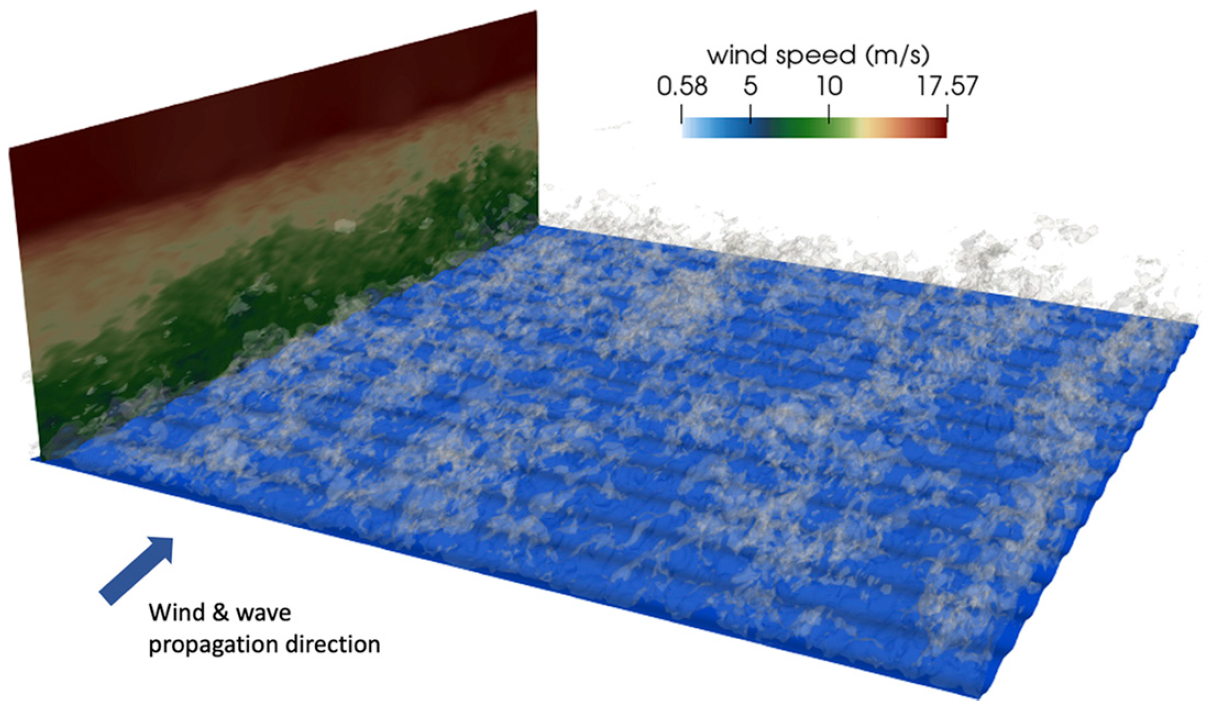 wind speed (m/s)
0.58 5 10 17.57
Wind & wave
propagation direction